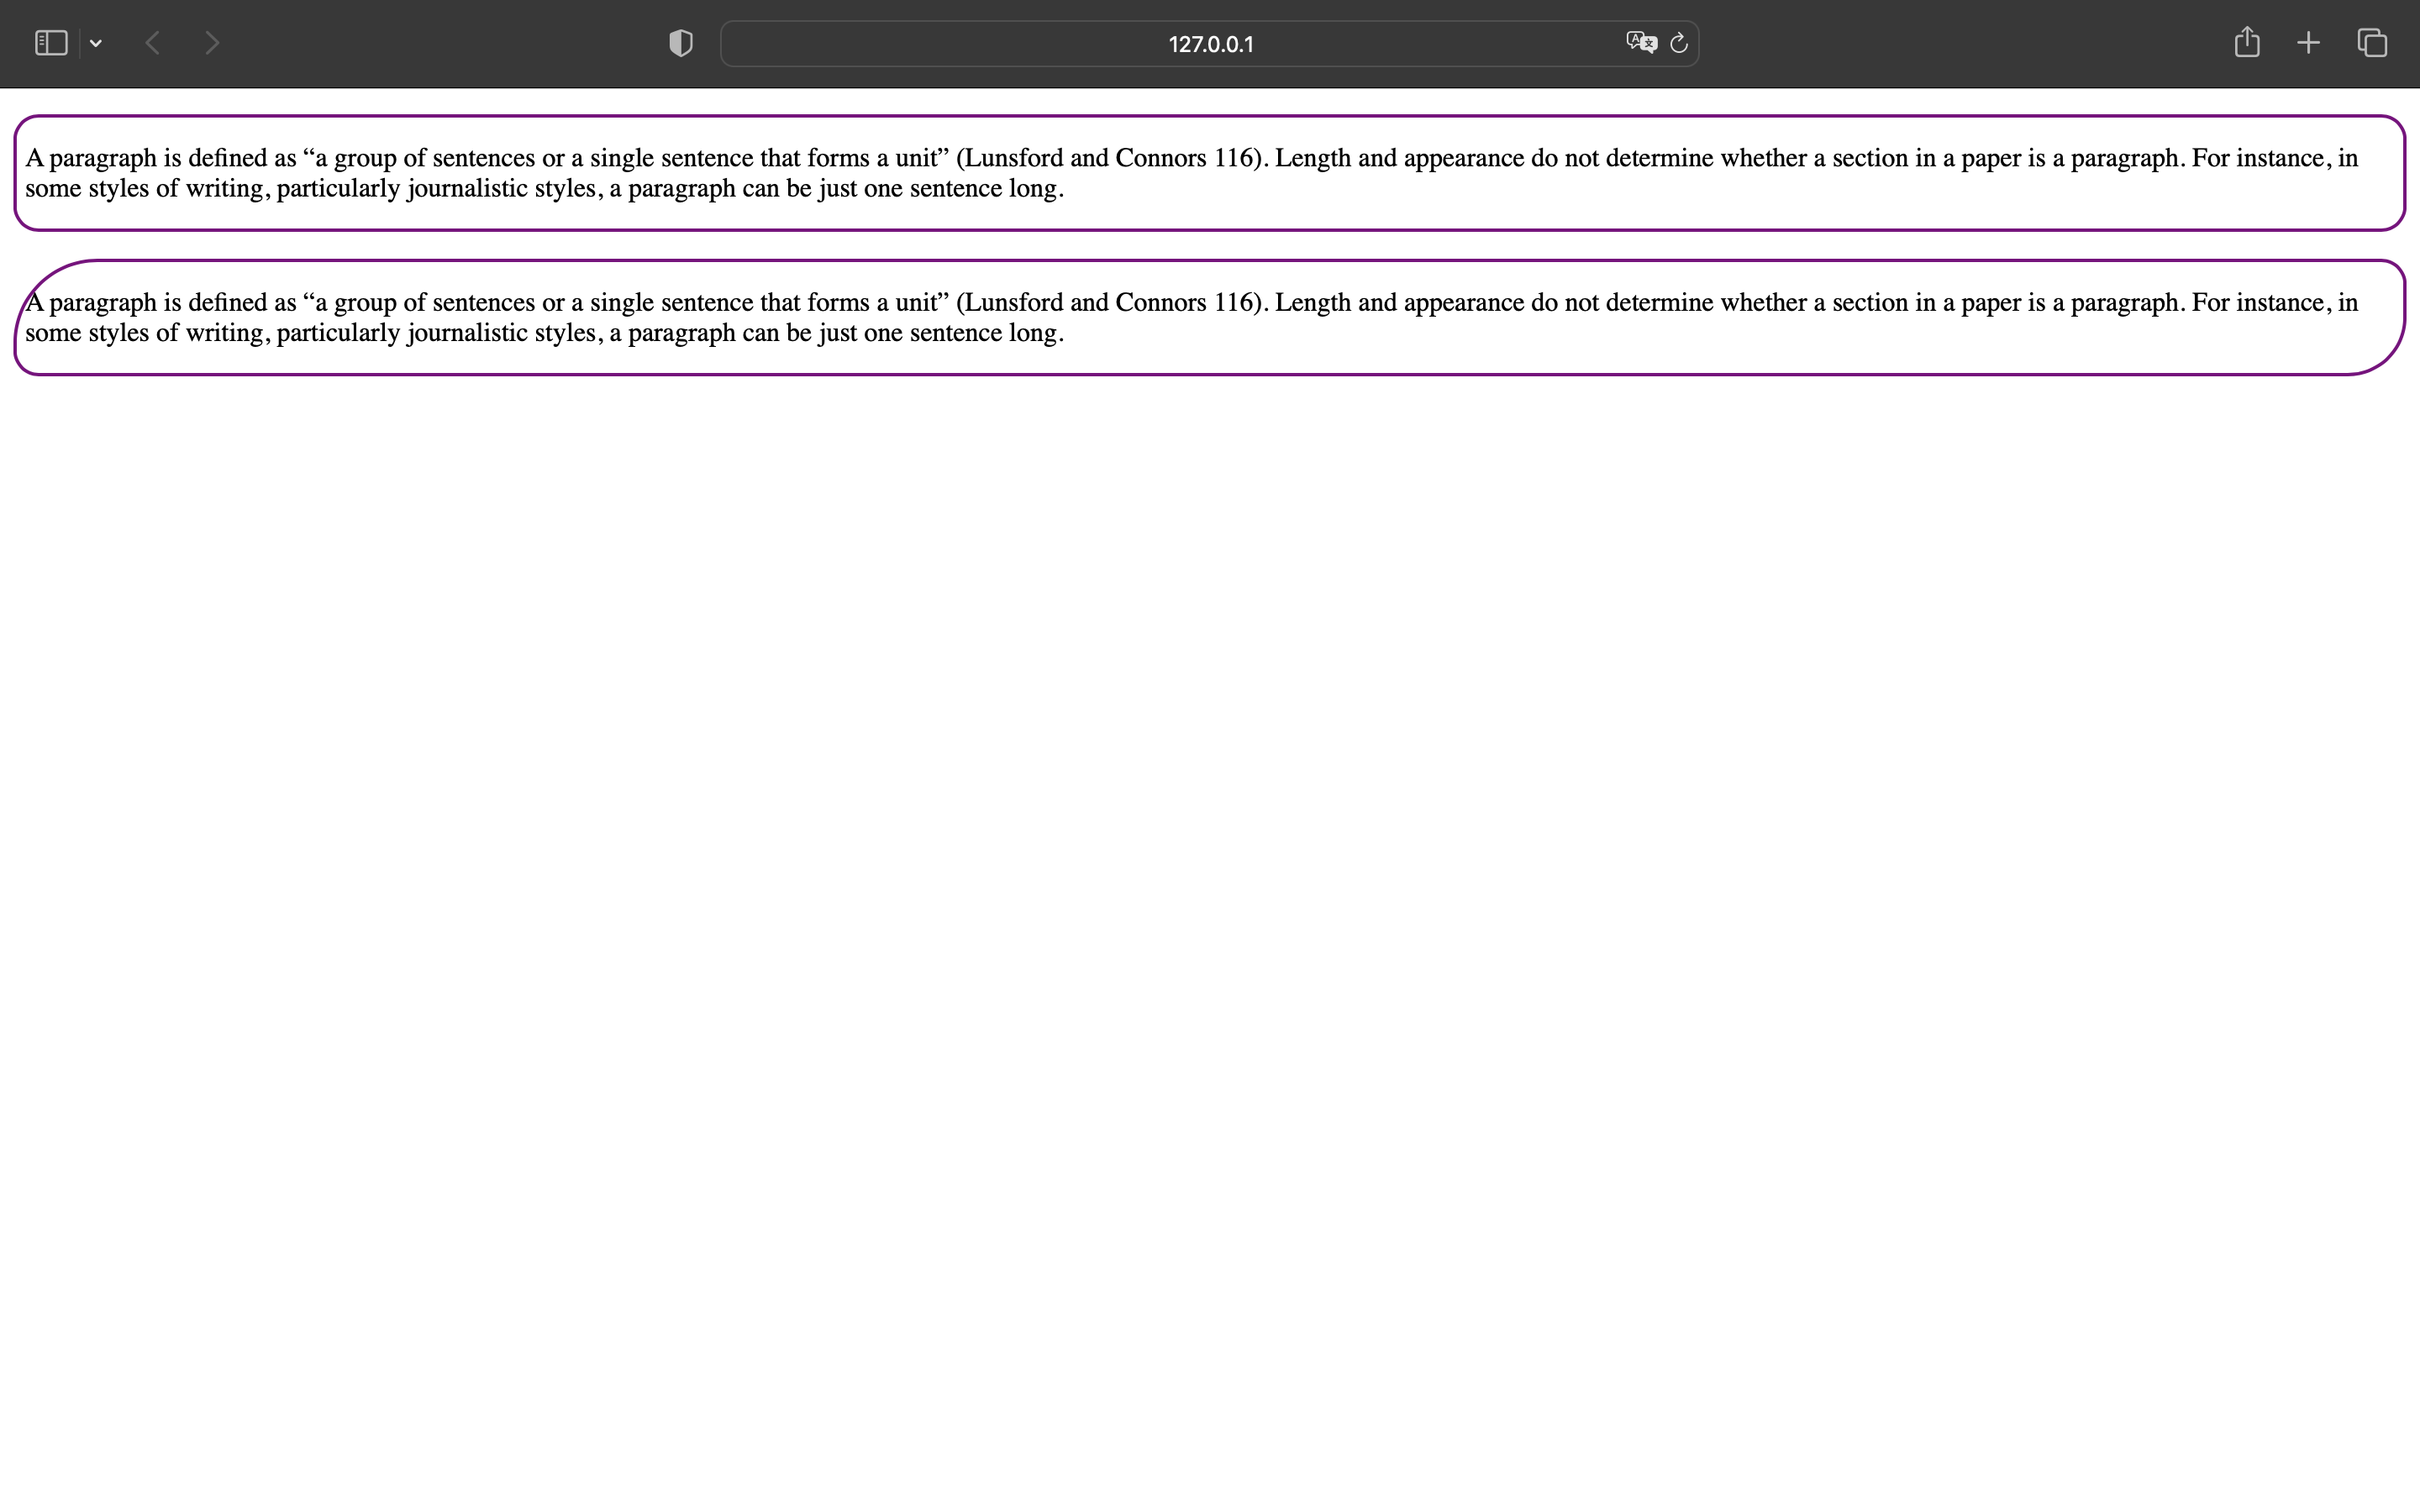 127.0.0.1
A paragraph is defined as “a group of sentences or a single sentence that forms a unit” (Lunsford and Connors 116). Length and appearance do not determine whether a section in a paper is a paragraph. For instance, in
some styles of writing, particularly journalistic styles, a paragraph can be just one sentence long.
A paragraph is defined as “a group of sentences or a single sentence that forms a unit” (Lunsford and Connors 116). Length and appearance do not determine whether a section in a paper is a paragraph. For instance, in
some styles of writing, particularly journalistic styles, a paragraph can be just one sentence long.